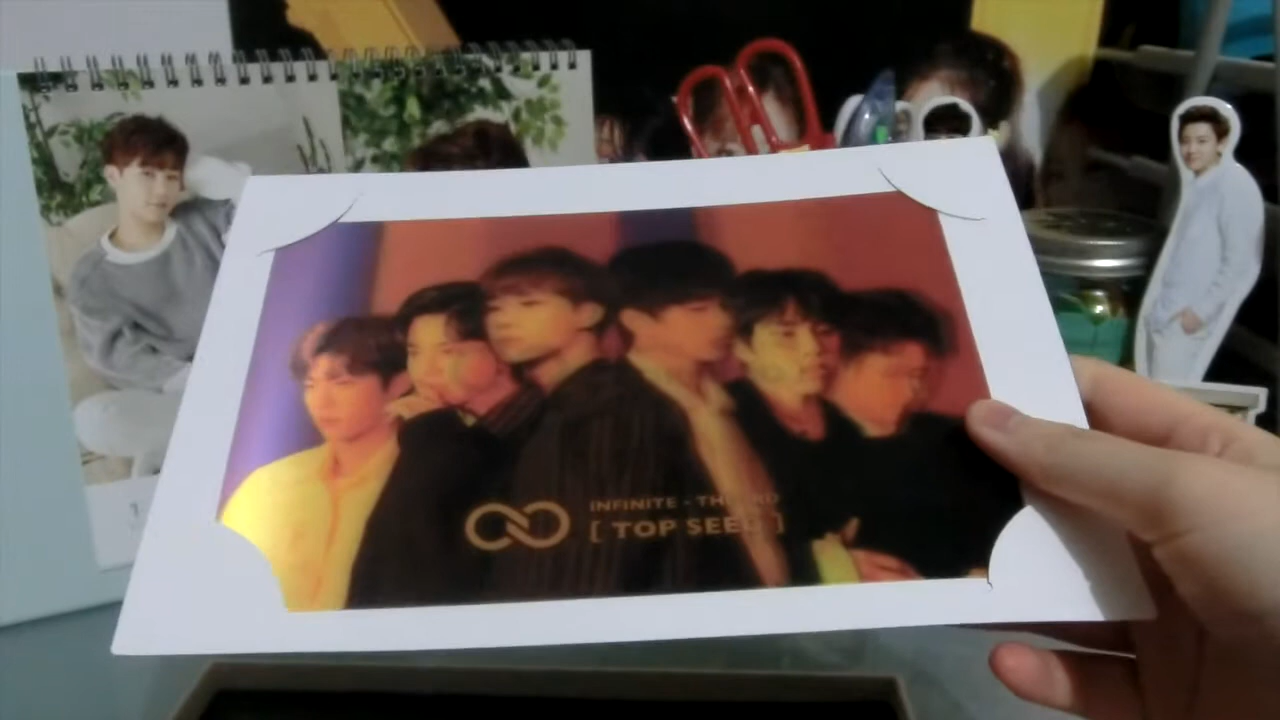 INFINITE - THE 3RD
[ TOP SEED ]